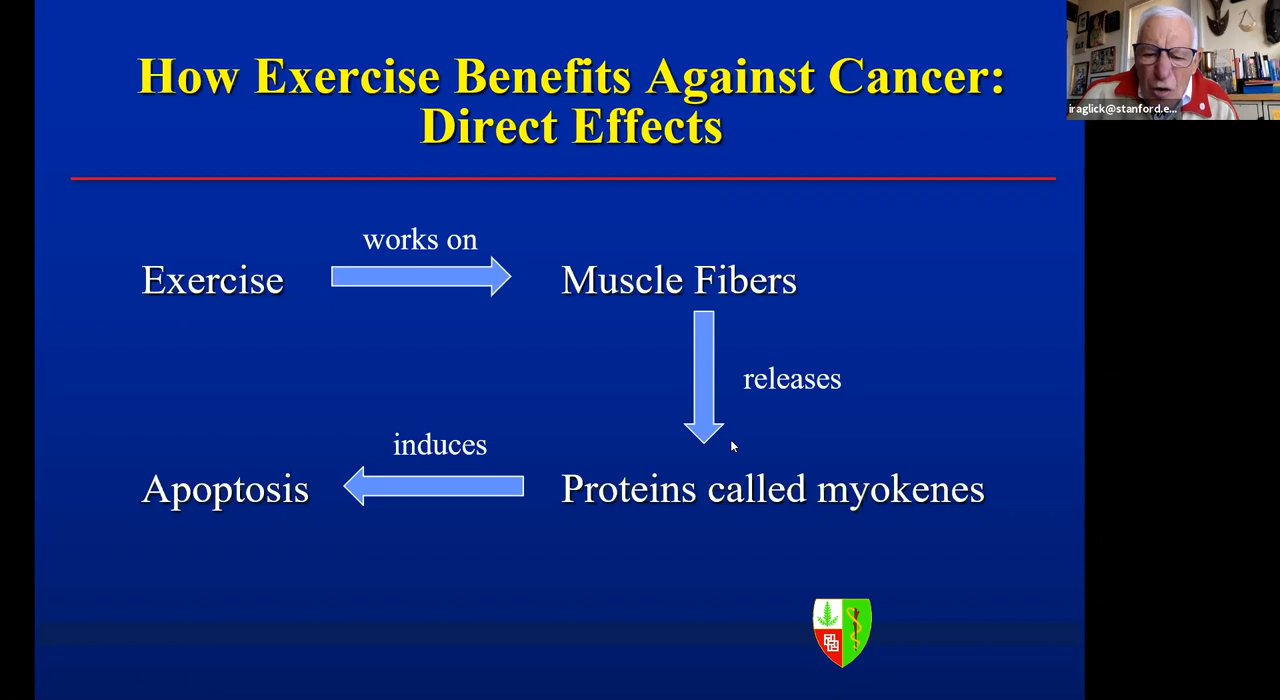 How Exercise Benefits Against Cancer:
Direct Effects
iraglick@stanford.e...
works on
Exercise
Muscle Fibers
releases
induces
Apoptosis
Proteins called myokenes